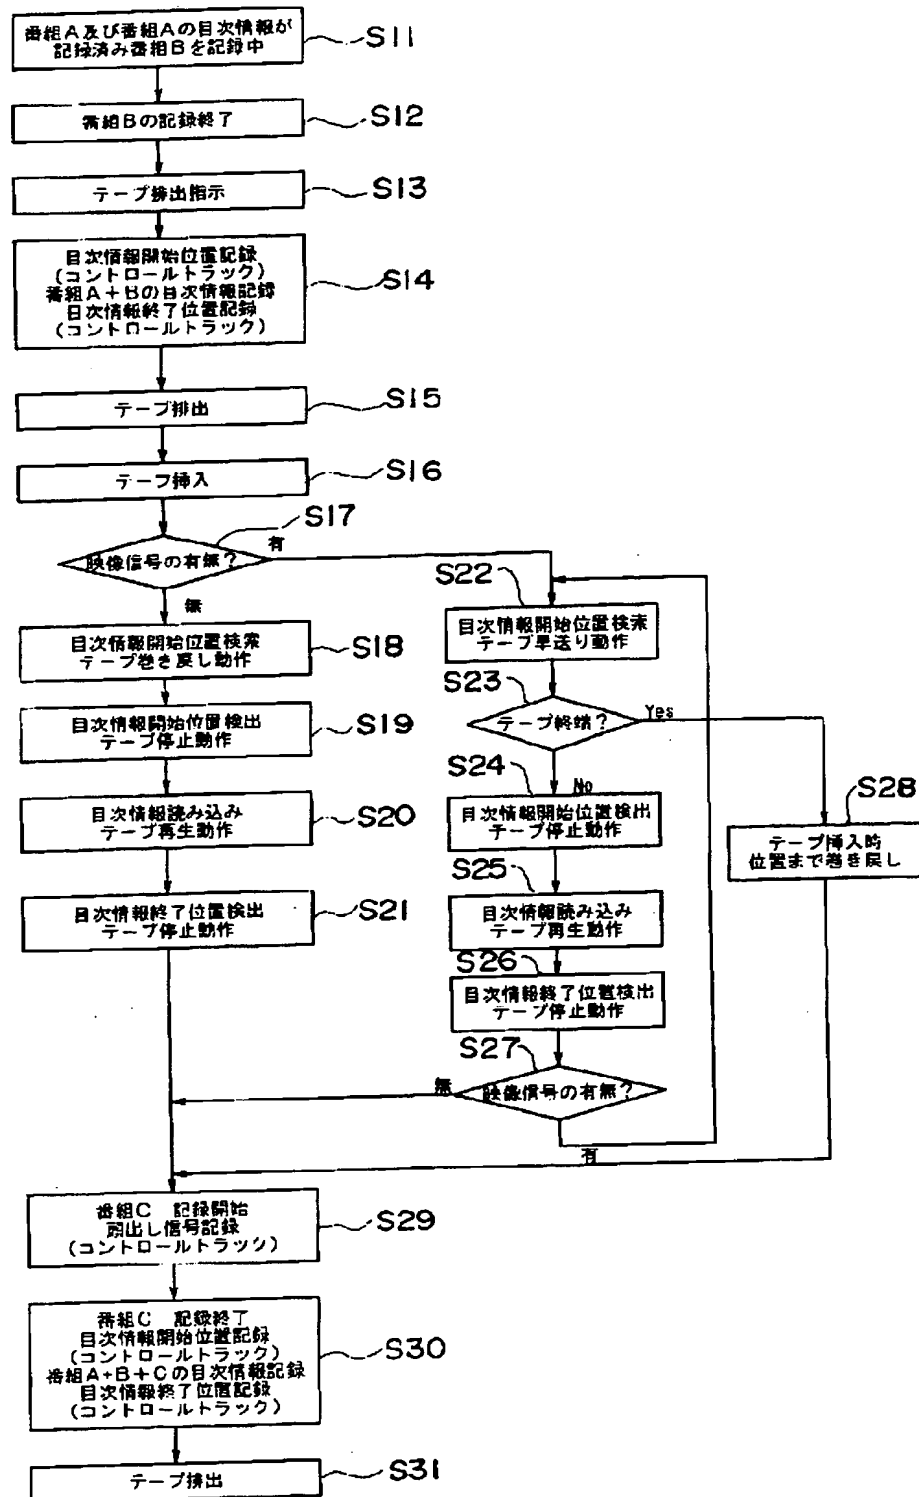 番組A及び番組Aの目次情報が
記録済み番組Bを記録中
S11
番組Bの記録終了
S12
テープ排出指示
S13
目次情報開始位置記録
(コントロールトラック)
番組A+Bの目次情報記録
目次情報終了位置記録
(コントロールトラック)
S14
テープ排出
S15
テープ挿入
S16
S17
映像信号の有無?
有
無
目次情報開始位置検索
テープ巻き戻し動作
S18
目次情報開始位置検出
テープ停止動作
S19
目次情報読み込み
テープ再生動作
S20
目次情報終了位置検出
テープ停止動作
S21
S22
目次情報開始位置検索
テープ早送り動作
S23
テープ終端?
Yes
No
S24
目次情報開始位置検出
テープ停止動作
S25
目次情報読み込み
テープ再生動作
S26
目次情報終了位置検出
テープ停止動作
S27
映像信号の有無?
無
有
S28
テープ挿入時
位置まで巻き戻し
番組C 記録開始
頭出し信号記録
(コントロールトラック)
S29
番組C 記録終了
目次情報開始位置記録
(コントロールトラック)
番組A+B+Cの目次情報記録
目次情報終了位置記録
(コントロールトラック)
S30
テープ排出
S31